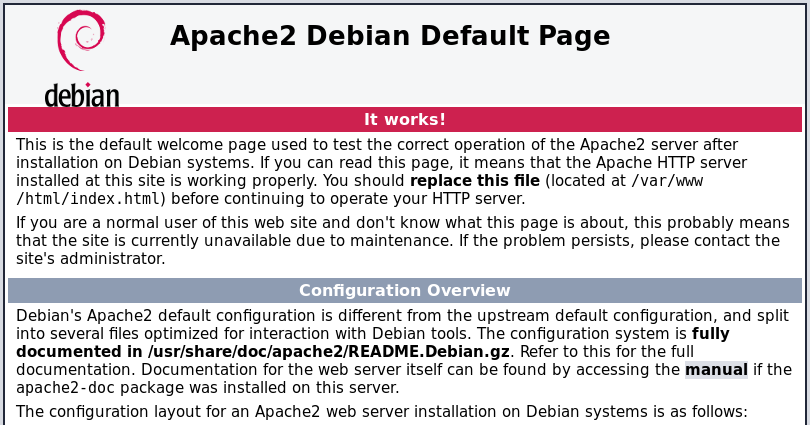 debian
Apache2 Debian Default Page
It works!
This is the default welcome page used to test the correct operation of the Apache2 server after
installation on Debian systems. If you can read this page, it means that the Apache HTTP server
installed at this site is working properly. You should replace this file (located at /var/www
/html/index.html) before continuing to operate your HTTP server.
If you are a normal user of this web site and don't know what this page is about, this probably means
that the site is currently unavailable due to maintenance. If the problem persists, please contact the
site's administrator.
Configuration Overview
Debian's Apache2 default configuration is different from the upstream default configuration, and split
into several files optimized for interaction with Debian tools. The configuration system is fully
documented in /usr/share/doc/apache2/README.Debian.gz. Refer to this for the full
documentation. Documentation for the web server itself can be found by accessing the manual if the
apache2-doc package was installed on this server.
The configuration layout for an Apache2 web server installation on Debian systems is as follows: